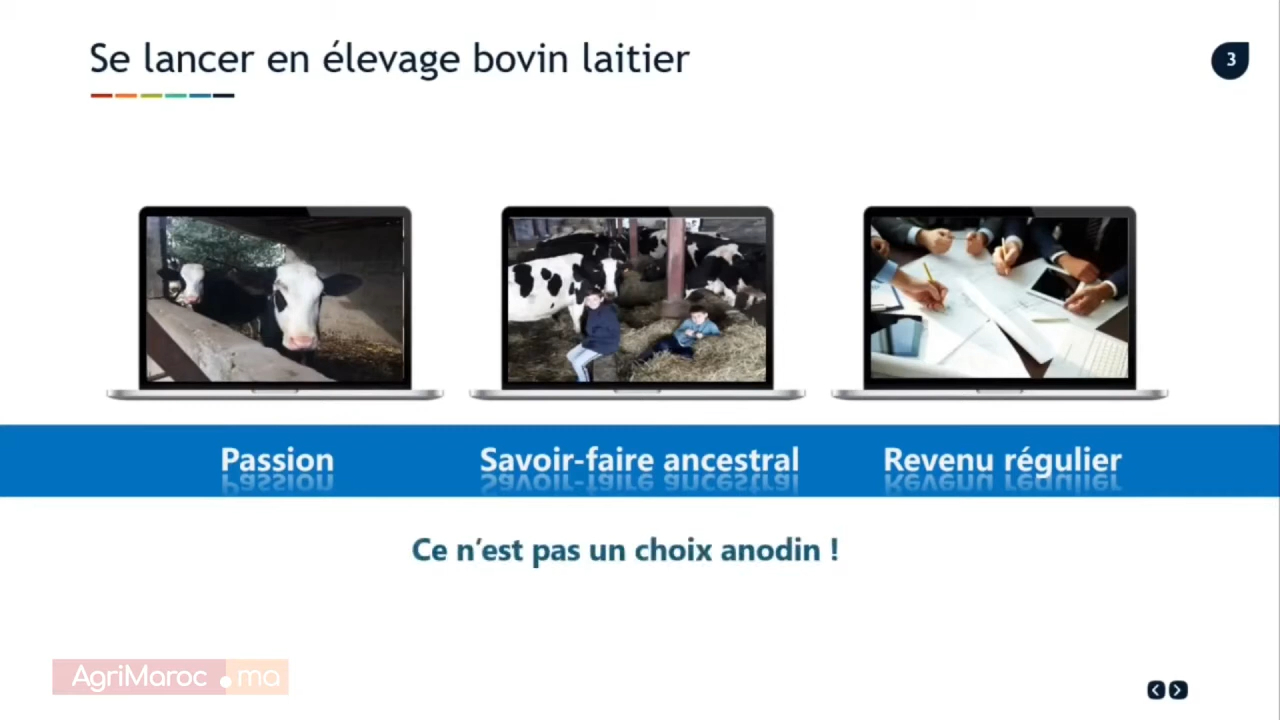 Se lancer en élevage bovin laitier
3
Passion
Savoir-faire ancestral
Revenu régulier
Ce n’est pas un choix anodin !
AgriMaroc.ma